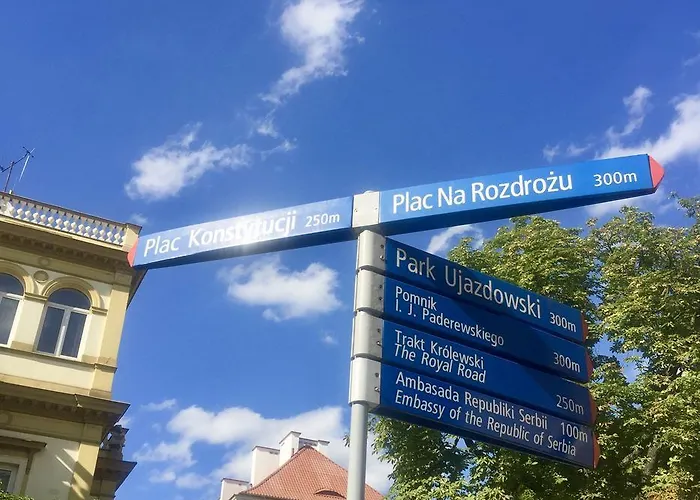 Plac Konstytucji 250m
Plac Na Rozdrożu 300m
Park Ujazdowski 300m
Pomnik
I. J. Paderewskiego 300m
Trakt Królewski
The Royal Road 250m
Ambasada Republiki Serbii 100m
Embassy of the Republic of Serbia